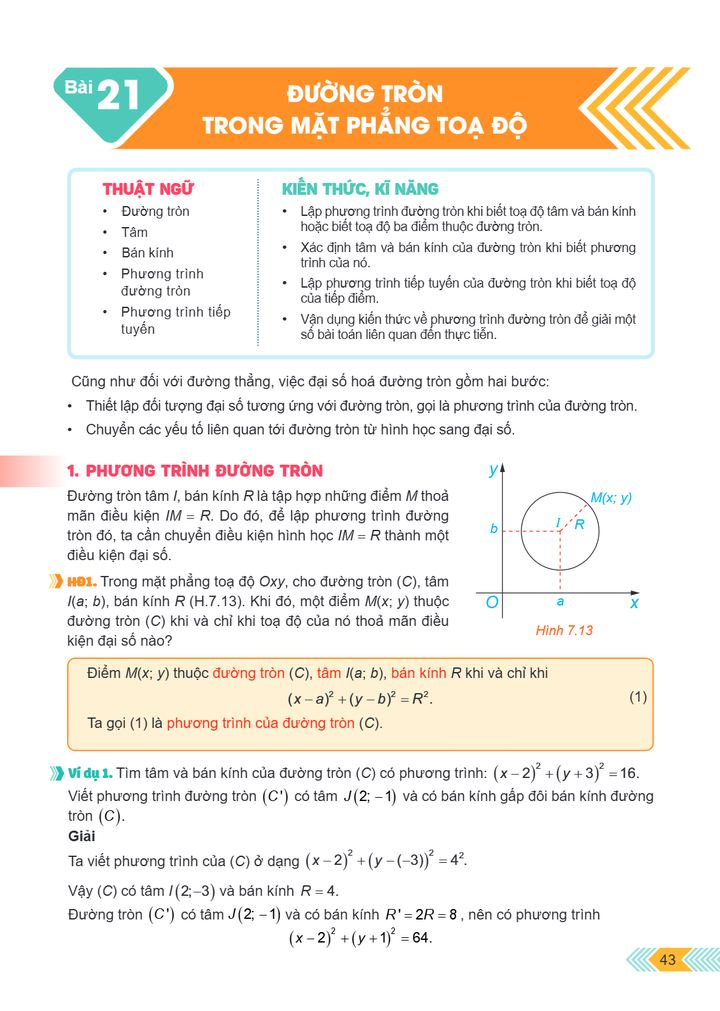 Bài 21
ĐƯỜNG TRÒN
TRONG MẶT PHẲNG TOẠ ĐỘ
THUẬT NGỮ
• Đường tròn
• Tâm
• Bán kính
• Phương trình
đường tròn
• Phương trình tiếp
tuyến
KIẾN THỨC, KĨ NĂNG
• Lập phương trình đường tròn khi biết toạ độ tâm và bán kính
hoặc biết toạ độ ba điểm thuộc đường tròn.
• Xác định tâm và bán kính của đường tròn khi biết phương
trình của nó.
• Lập phương trình tiếp tuyến của đường tròn khi biết toạ độ
của tiếp điểm.
• Vận dụng kiến thức về phương trình đường tròn để giải một
số bài toán liên quan đến thực tiễn.
Cũng như đối với đường thẳng, việc đại số hoá đường tròn gồm hai bước:
• Thiết lập đối tượng đại số tương ứng với đường tròn, gọi là phương trình của đường tròn.
• Chuyển các yếu tố liên quan tới đường tròn từ hình học sang đại số.
1. PHƯƠNG TRÌNH ĐƯỜNG TRÒN
Đường tròn tâm I, bán kính R là tập hợp những điểm M thoả
mãn điều kiện IM = R. Do đó, để lập phương trình đường
tròn đó, ta cần chuyển điều kiện hình học IM = R thành một
điều kiện đại số.
HĐ1. Trong mặt phẳng toạ độ Oxy, cho đường tròn (C), tâm
I(a; b), bán kính R (H.7.13). Khi đó, một điểm M(x; y) thuộc
đường tròn (C) khi và chỉ khi toạ độ của nó thoả mãn điều
kiện đại số nào?
y
M(x; y)
b
I
R
O
a
x
Hình 7.13
Điểm M(x; y) thuộc đường tròn (C), tâm I(a; b), bán kính R khi và chỉ khi
(x − a)² + (y − b)² = R². (1)
Ta gọi (1) là phương trình của đường tròn (C).
Ví dụ 1. Tìm tâm và bán kính của đường tròn (C) có phương trình: (x − 2)² + (y + 3)² = 16.
Viết phương trình đường tròn (C') có tâm J(2; −1) và có bán kính gấp đôi bán kính đường
tròn (C).
Giải
Ta viết phương trình của (C) ở dạng (x − 2)² + (y − (−3))² = 4².
Vậy (C) có tâm I(2;−3) và bán kính R = 4.
Đường tròn (C') có tâm J(2; −1) và có bán kính R' = 2R = 8 , nên có phương trình
(x − 2)² + (y + 1)² = 64.
43